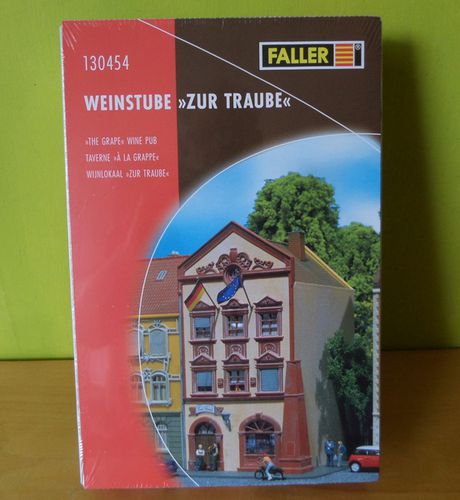 130454
FALLER
®
WEINSTUBE »ZUR TRAUBE«
»THE GRAPE« WINE PUB
TAVERNE »À LA GRAPPE«
WIJNLOKAAL »ZUR TRAUBE«